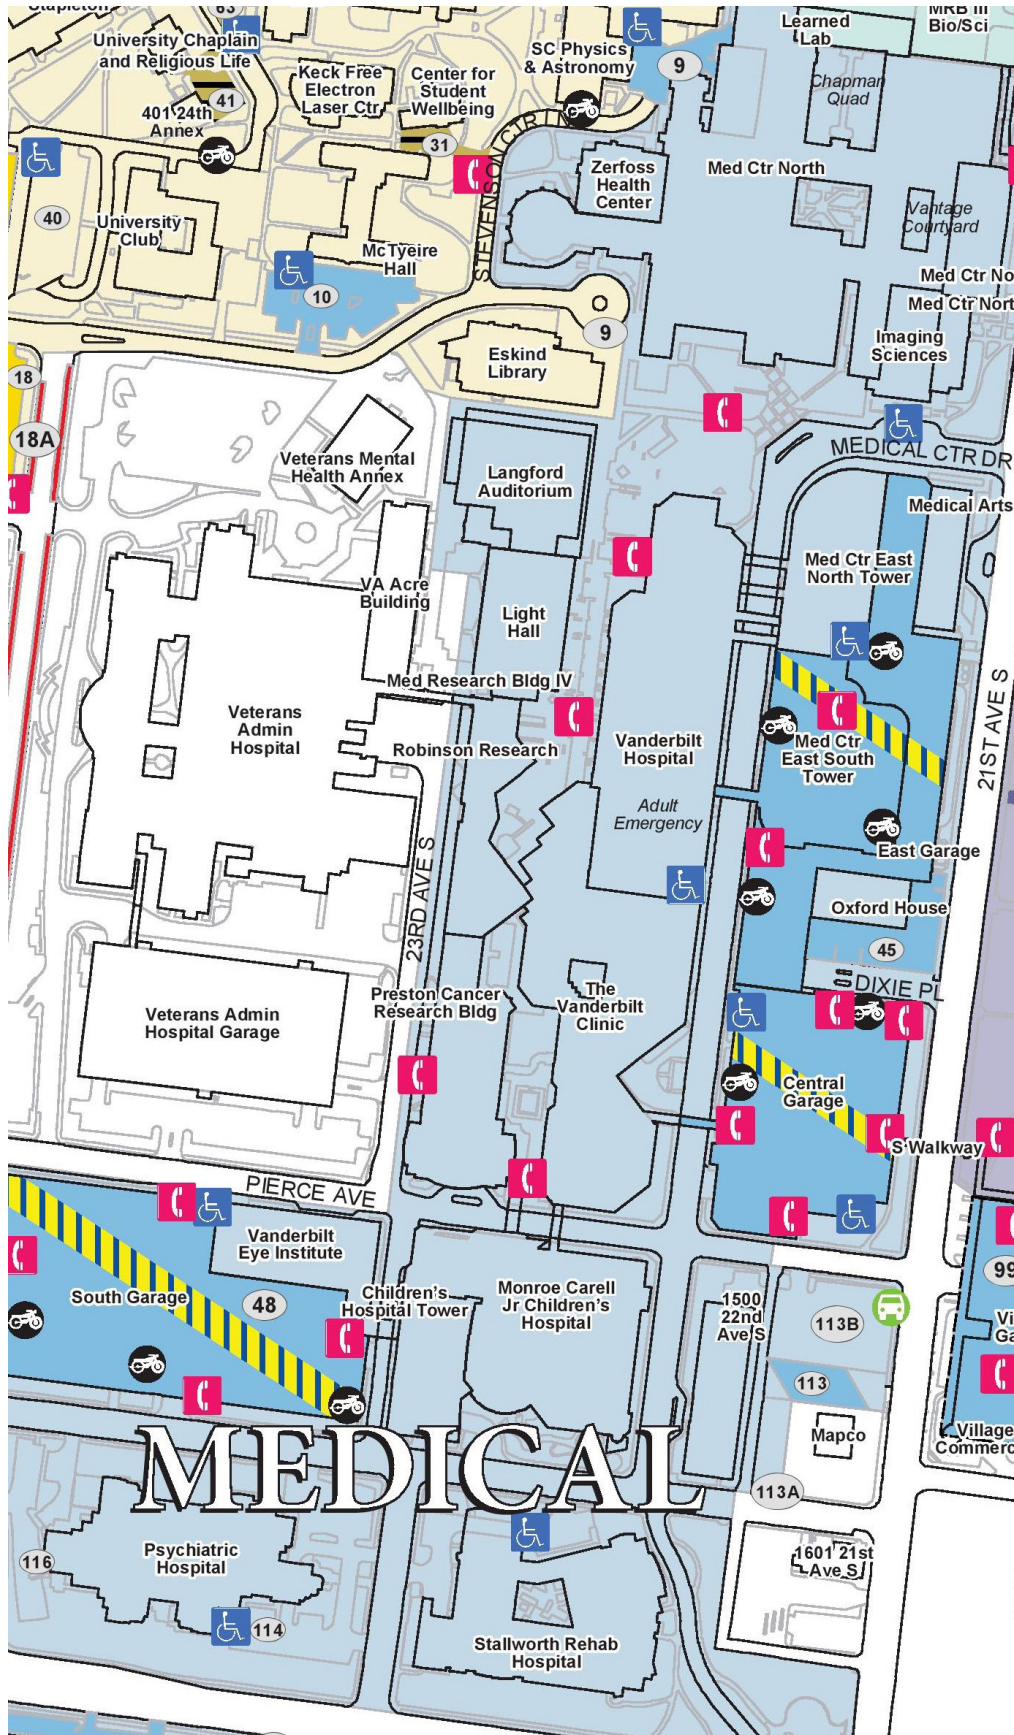 Stapleton
63
University Chaplain
and Religious Life
41
401 24th
Annex
Keck Free
Electron
Laser Ctr
Center for
Student
Wellbeing
31
SC Physics
& Astronomy
9
Learned
Lab
MRB III
Bio/Sci
Chapman
Quad
STEVENSON CTR LN
Zerfoss
Health
Center
Med Ctr North
Vantage
Courtyard
40
University
Club
McTyeire
Hall
10
Med Ctr No
Med Ctr Nort
9
Imaging
Sciences
Eskind
Library
18
18A
MEDICAL CTR DR
Veterans Mental
Health Annex
Langford
Auditorium
Medical Arts
Med Ctr East
North Tower
VA Acre
Building
Light
Hall
Med Research Bldg IV
Veterans
Admin
Hospital
Robinson Research
Vanderbilt
Hospital
Med Ctr
East South
Tower
21ST AVE S
Adult
Emergency
East Garage
23RD AVE S
Oxford House
45
DIXIE PL
Preston Cancer
Research Bldg
The
Vanderbilt
Clinic
Veterans Admin
Hospital Garage
Central
Garage
S Walkway
PIERCE AVE
Vanderbilt
Eye Institute
South Garage
48
Children's
Hospital Tower
Monroe Carell
Jr Children's
Hospital
1500
22nd
Ave S
113B
99
Vi
Ga
113
Mapco
Village
Commerc
MEDICAL
113A
116
Psychiatric
Hospital
1601 21st
Ave S
114
Stallworth Rehab
Hospital